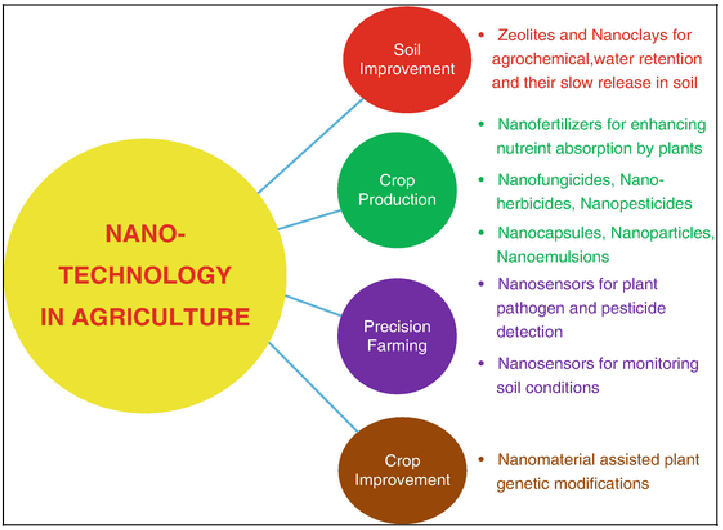 NANO-
TECHNOLOGY
IN AGRICULTURE
Soil
Improvement
• Zeolites and Nanoclays for
agrochemical,water retention
and their slow release in soil
Crop
Production
• Nanofertilizers for enhancing
nutreint absorption by plants
• Nanofungicides, Nano-
herbicides, Nanopesticides
• Nanocapsules, Nanoparticles,
Nanoemulsions
Precision
Farming
• Nanosensors for plant
pathogen and pesticide
detection
• Nanosensors for monitoring
soil conditions
Crop
Improvement
• Nanomaterial assisted plant
genetic modifications